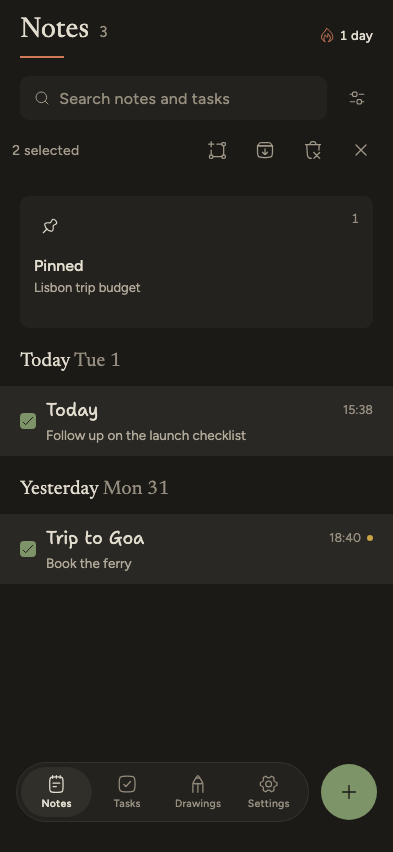 Notes 3
1 day
Search notes and tasks
2 selected
1
Pinned
Lisbon trip budget
Today Tue 1
Today 15:38
Follow up on the launch checklist
Yesterday Mon 31
Trip to Goa 18:40
Book the ferry
Notes Tasks Drawings Settings